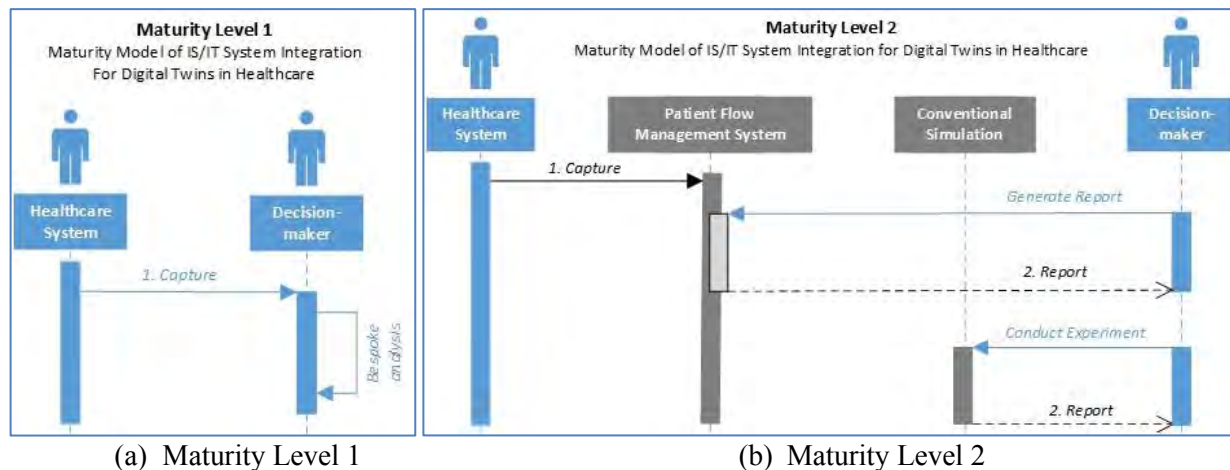 Maturity Level 1
Maturity Model of IS/IT System Integration
For Digital Twins in Healthcare
Healthcare
System
Decision-
maker
1. Capture
Bespoke
analysis
(a) Maturity Level 1
Maturity Level 2
Maturity Model of IS/IT System Integration for Digital Twins in Healthcare
Healthcare
System
Patient Flow
Management System
Conventional
Simulation
Decision-
maker
1. Capture
Generate Report
2. Report
Conduct Experiment
2. Report
(b) Maturity Level 2